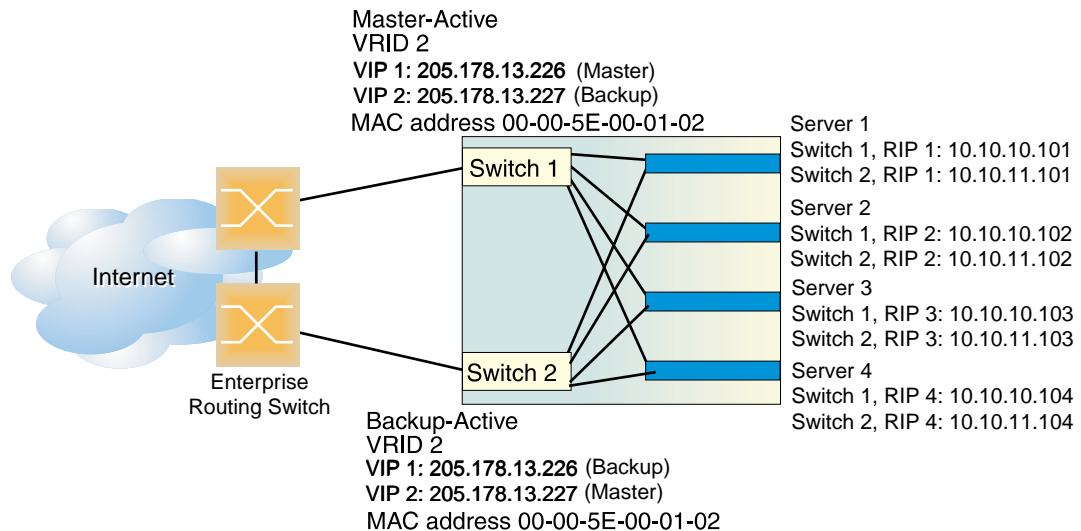 Master-Active
VRID 2
VIP 1: 205.178.13.226 (Master)
VIP 2: 205.178.13.227 (Backup)
MAC address 00-00-5E-00-01-02
Switch 1
Internet
Enterprise
Routing Switch
Switch 2
Server 1
Switch 1, RIP 1: 10.10.10.101
Switch 2, RIP 1: 10.10.11.101
Server 2
Switch 1, RIP 2: 10.10.10.102
Switch 2, RIP 2: 10.10.11.102
Server 3
Switch 1, RIP 3: 10.10.10.103
Switch 2, RIP 3: 10.10.11.103
Server 4
Switch 1, RIP 4: 10.10.10.104
Switch 2, RIP 4: 10.10.11.104
Backup-Active
VRID 2
VIP 1: 205.178.13.226 (Backup)
VIP 2: 205.178.13.227 (Master)
MAC address 00-00-5E-00-01-02